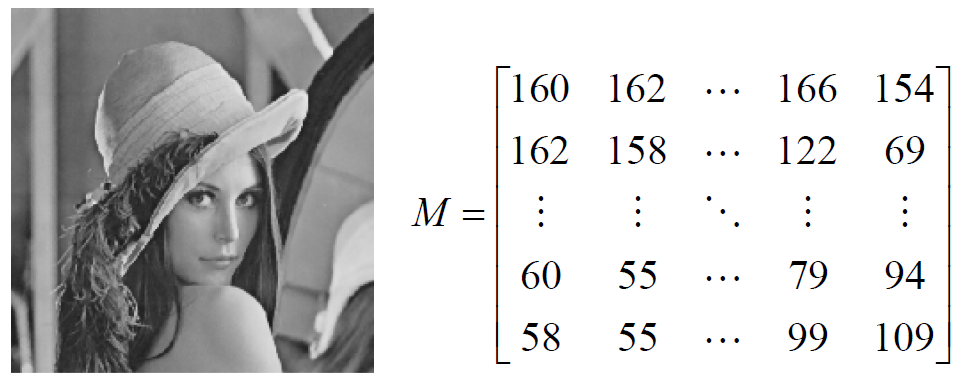 160 162 ⋯ 166 154
162 158 ⋯ 122 69
M = ⋮ ⋮ ⋱ ⋮ ⋮
60 55 ⋯ 79 94
58 55 ⋯ 99 109